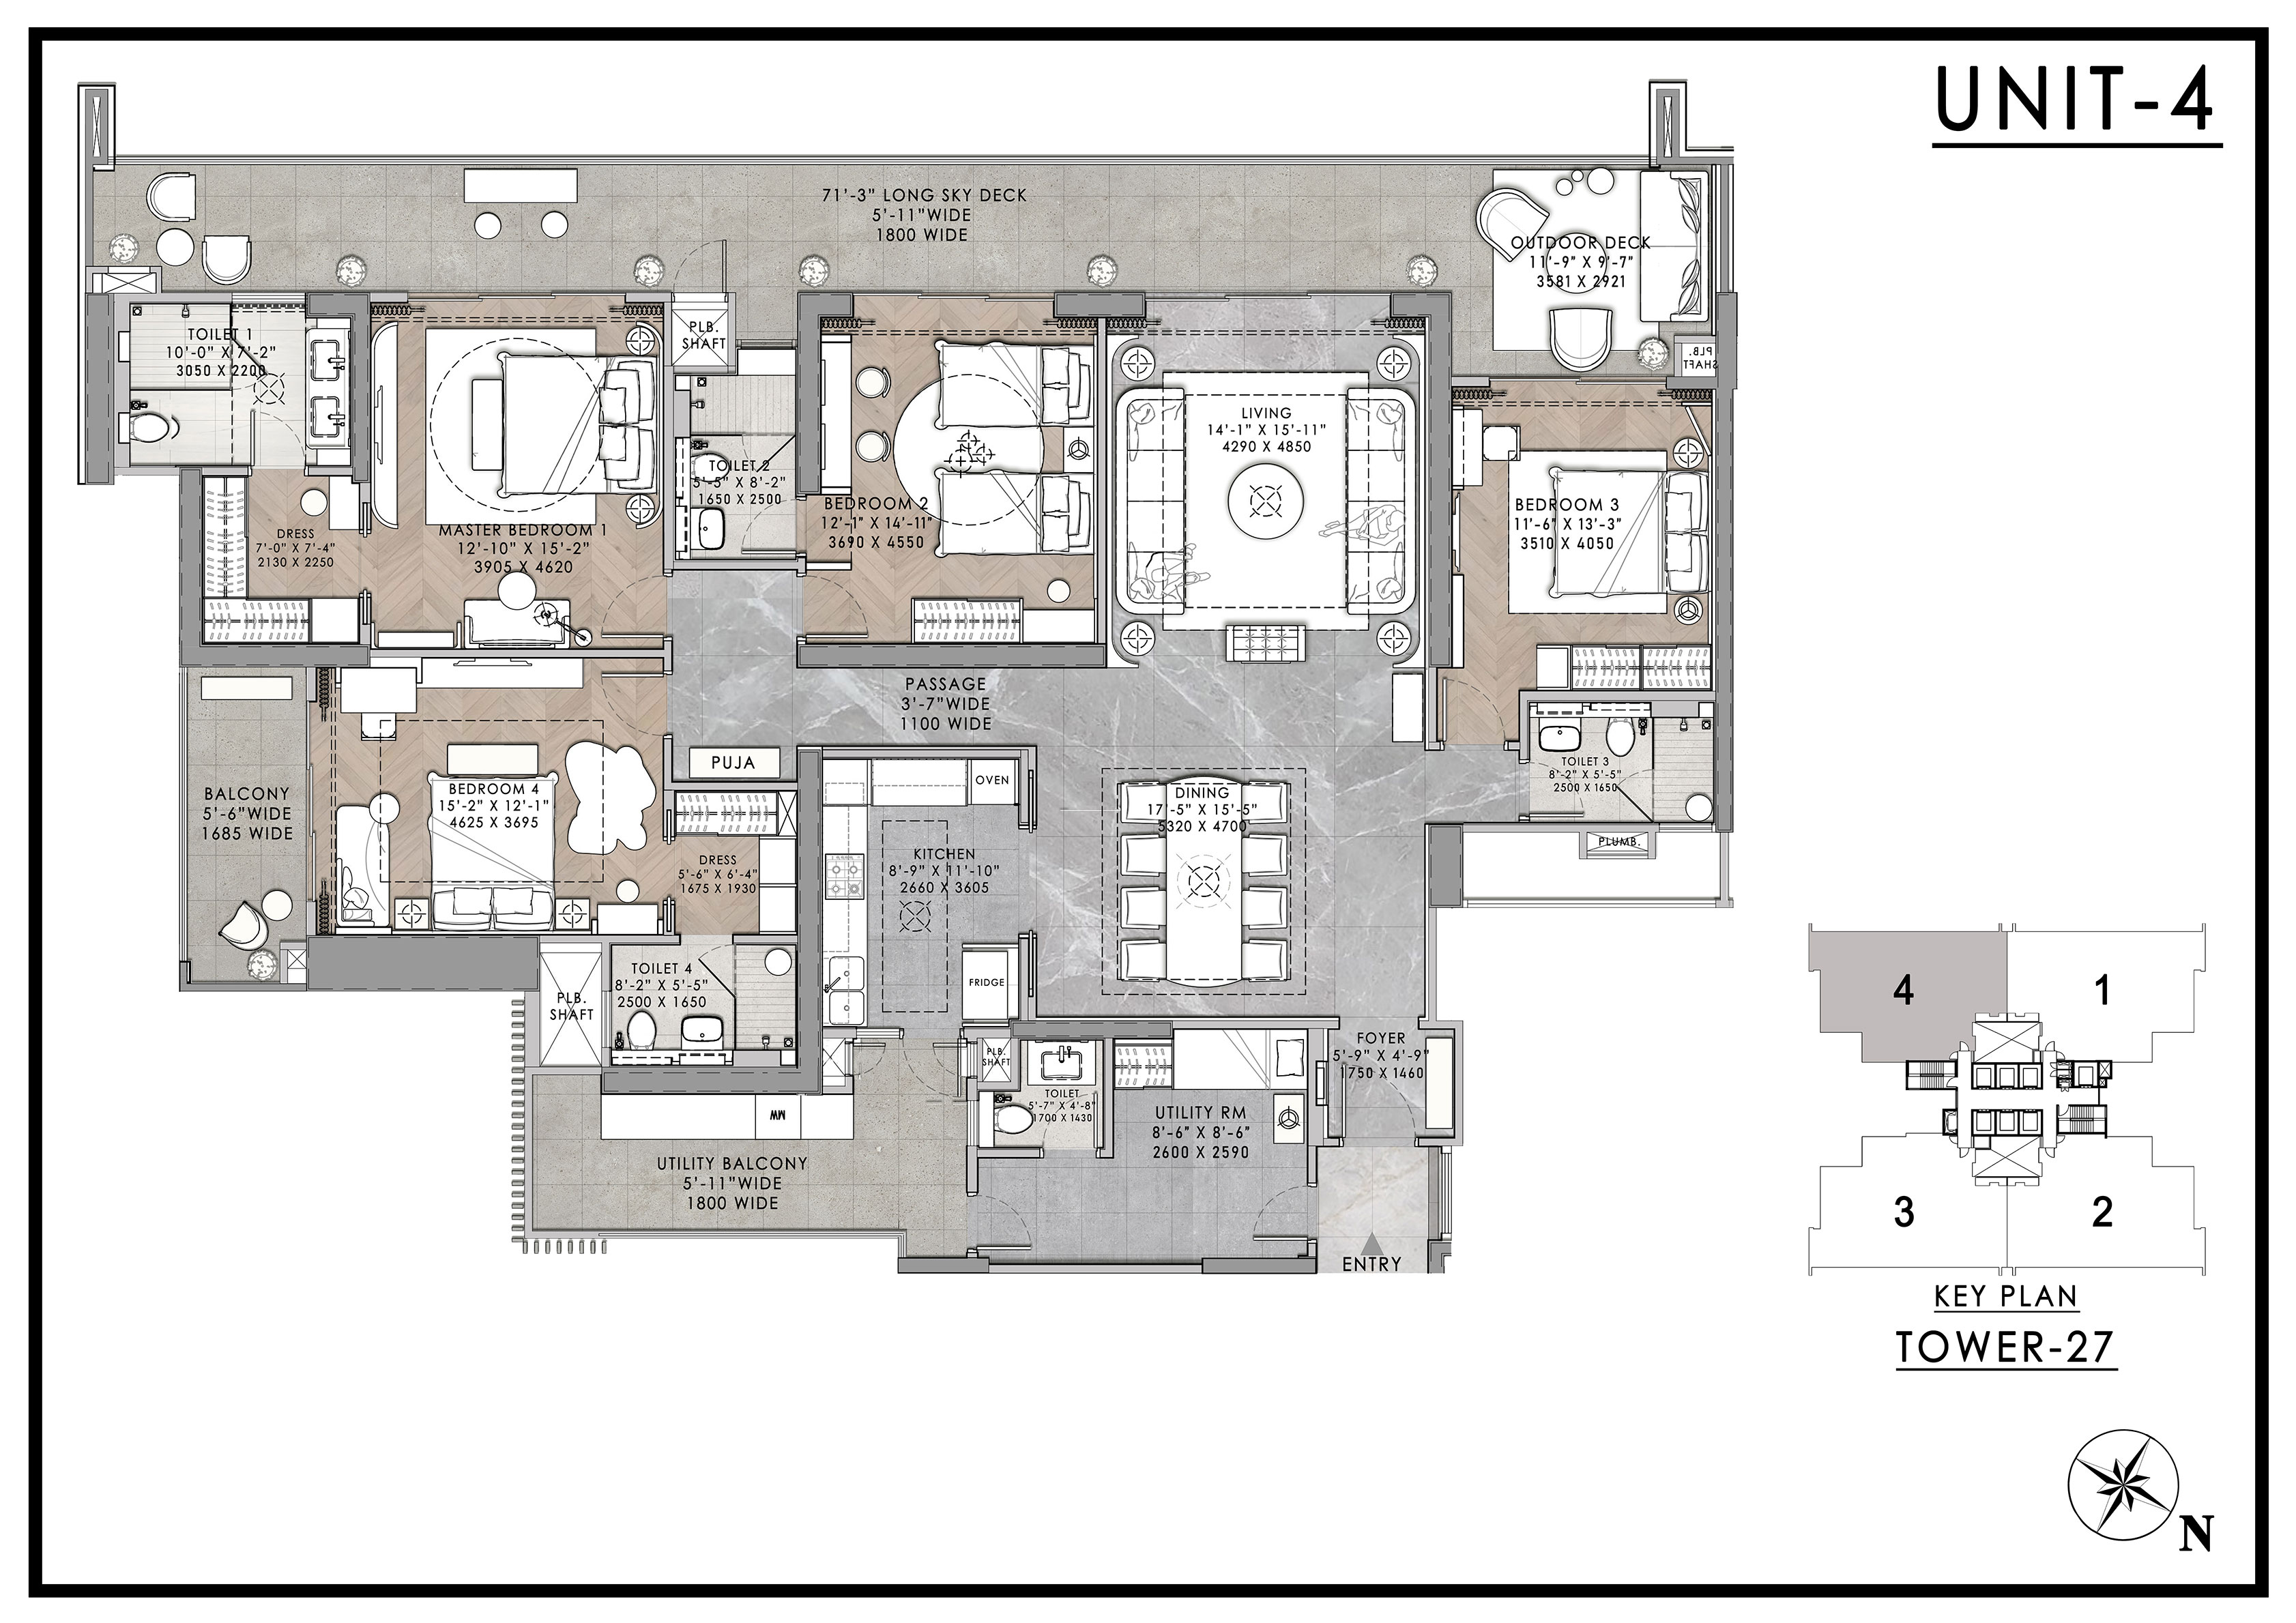 UNIT-4
71'-3" LONG SKY DECK
5'-11"WIDE
1800 WIDE
OUTDOOR DECK
11'-9" X 9'-7"
3581 X 2921
TOILET 1
10'-0" X 7'-2"
3050 X 2200
PLB.
SHAFT
PLB.
SHAFT
LIVING
14'-1" X 15'-11"
4290 X 4850
TOILET 2
5'-5" X 8'-2"
1650 X 2500
BEDROOM 2
12'-1" X 14'-11"
3690 X 4550
BEDROOM 3
11'-6" X 13'-3"
3510 X 4050
DRESS
7'-0" X 7'-4"
2130 X 2250
MASTER BEDROOM 1
12'-10" X 15'-2"
3905 X 4620
PASSAGE
3'-7"WIDE
1100 WIDE
PUJA
OVEN
TOILET 3
8'-2" X 5'-5"
2500 X 1650
BALCONY
5'-6"WIDE
1685 WIDE
BEDROOM 4
15'-2" X 12'-1"
4625 X 3695
DINING
17'-5" X 15'-5"
5320 X 4700
PLUMB.
DRESS
5'-6" X 6'-4"
1675 X 1930
KITCHEN
8'-9" X 11'-10"
2660 X 3605
TOILET 4
8'-2" X 5'-5"
2500 X 1650
PLB.
SHAFT
FRIDGE
FOYER
5'-9" X 4'-9"
1750 X 1460
PLB.
SHAFT
TOILET
5'-7" X 4'-8"
1700 X 1430
MW
UTILITY RM
8'-6" X 8'-6"
2600 X 2590
UTILITY BALCONY
5'-11"WIDE
1800 WIDE
ENTRY
4
1
3
2
KEY PLAN
TOWER-27
N